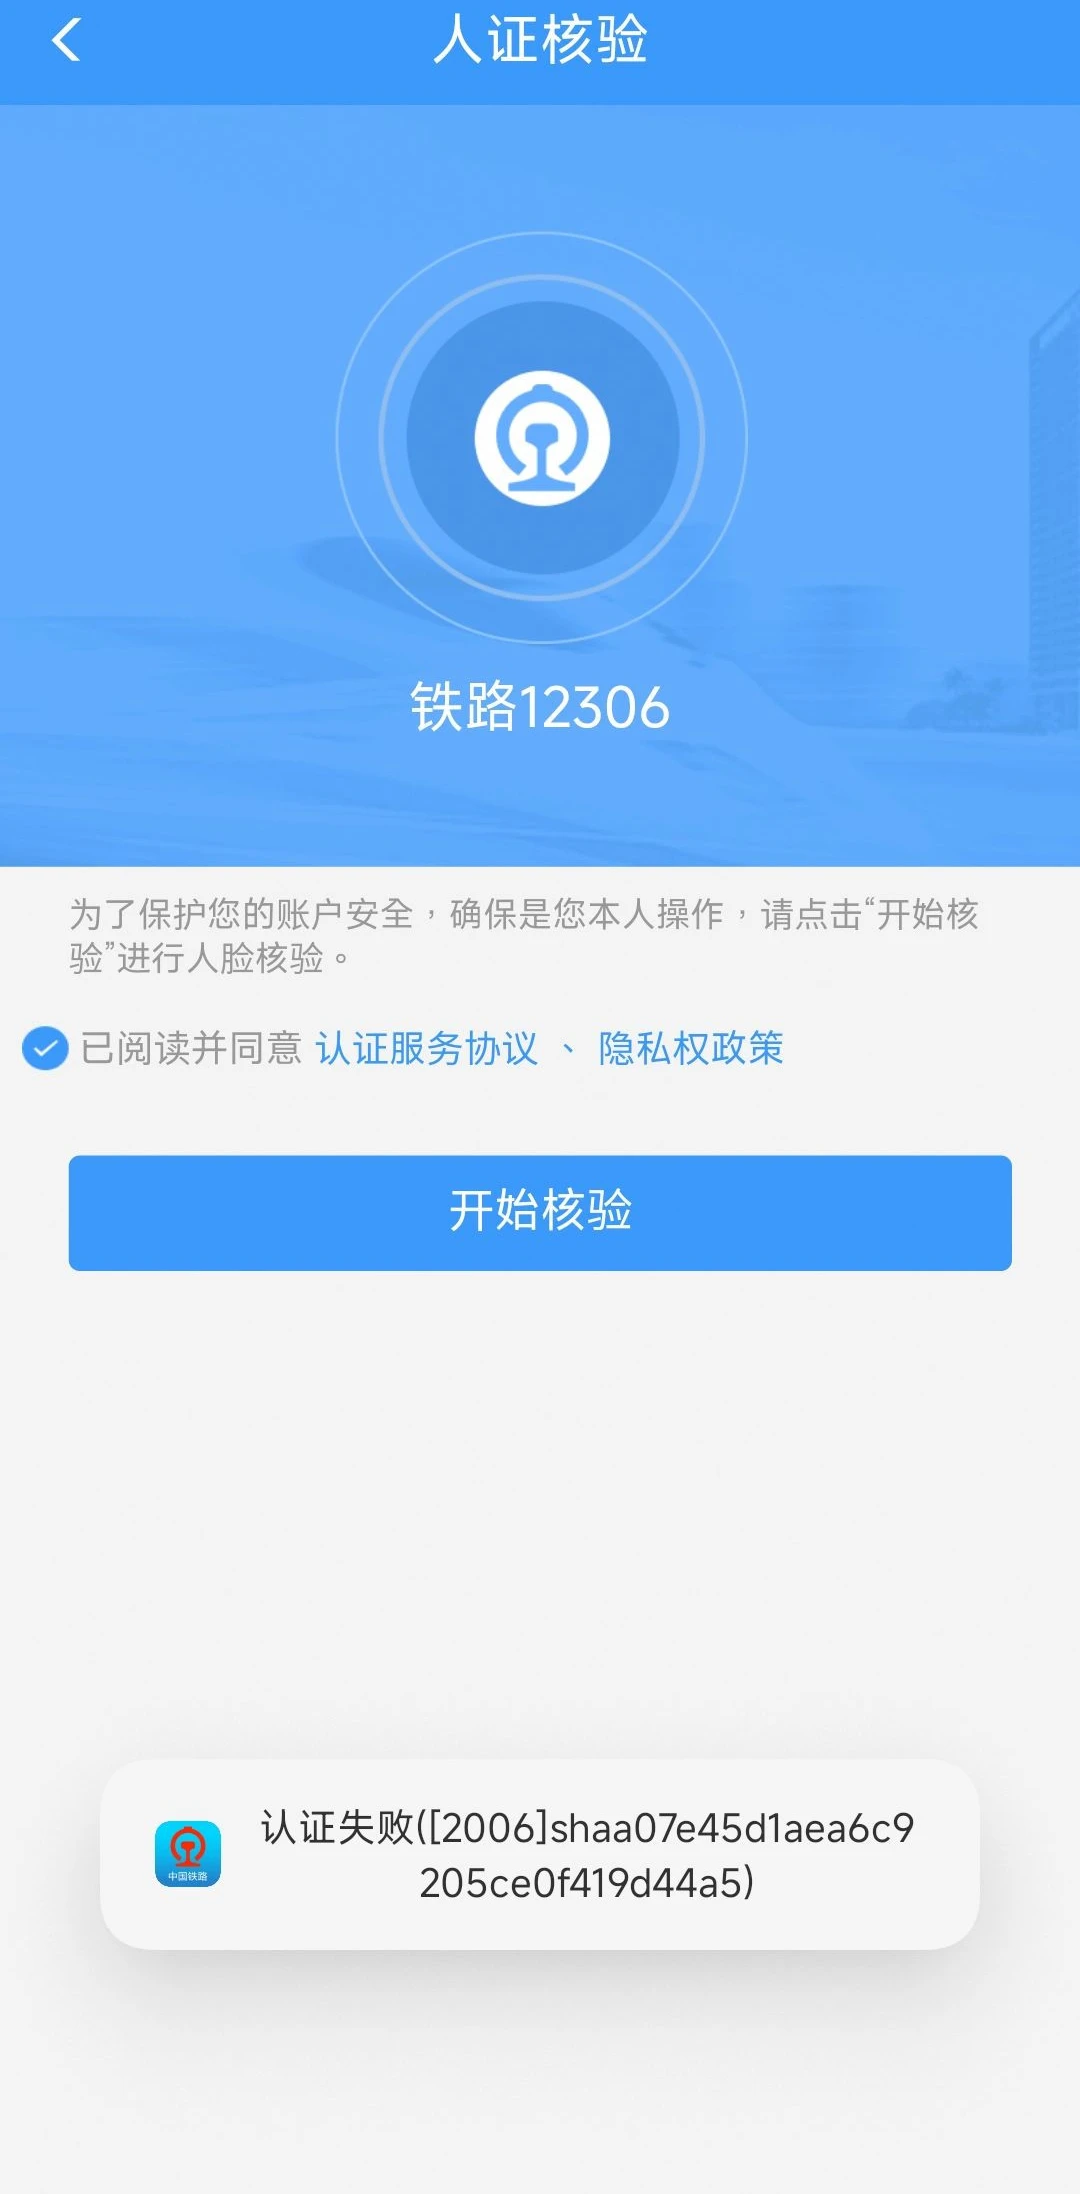 人证核验
铁路12306
为了保护您的账户安全，确保是您本人操作，请点击“开始核
验”进行人脸核验。
已阅读并同意 认证服务协议 、 隐私权政策
开始核验
中国铁路
认证失败([2006]shaa07e45d1aea6c9
205ce0f419d44a5)